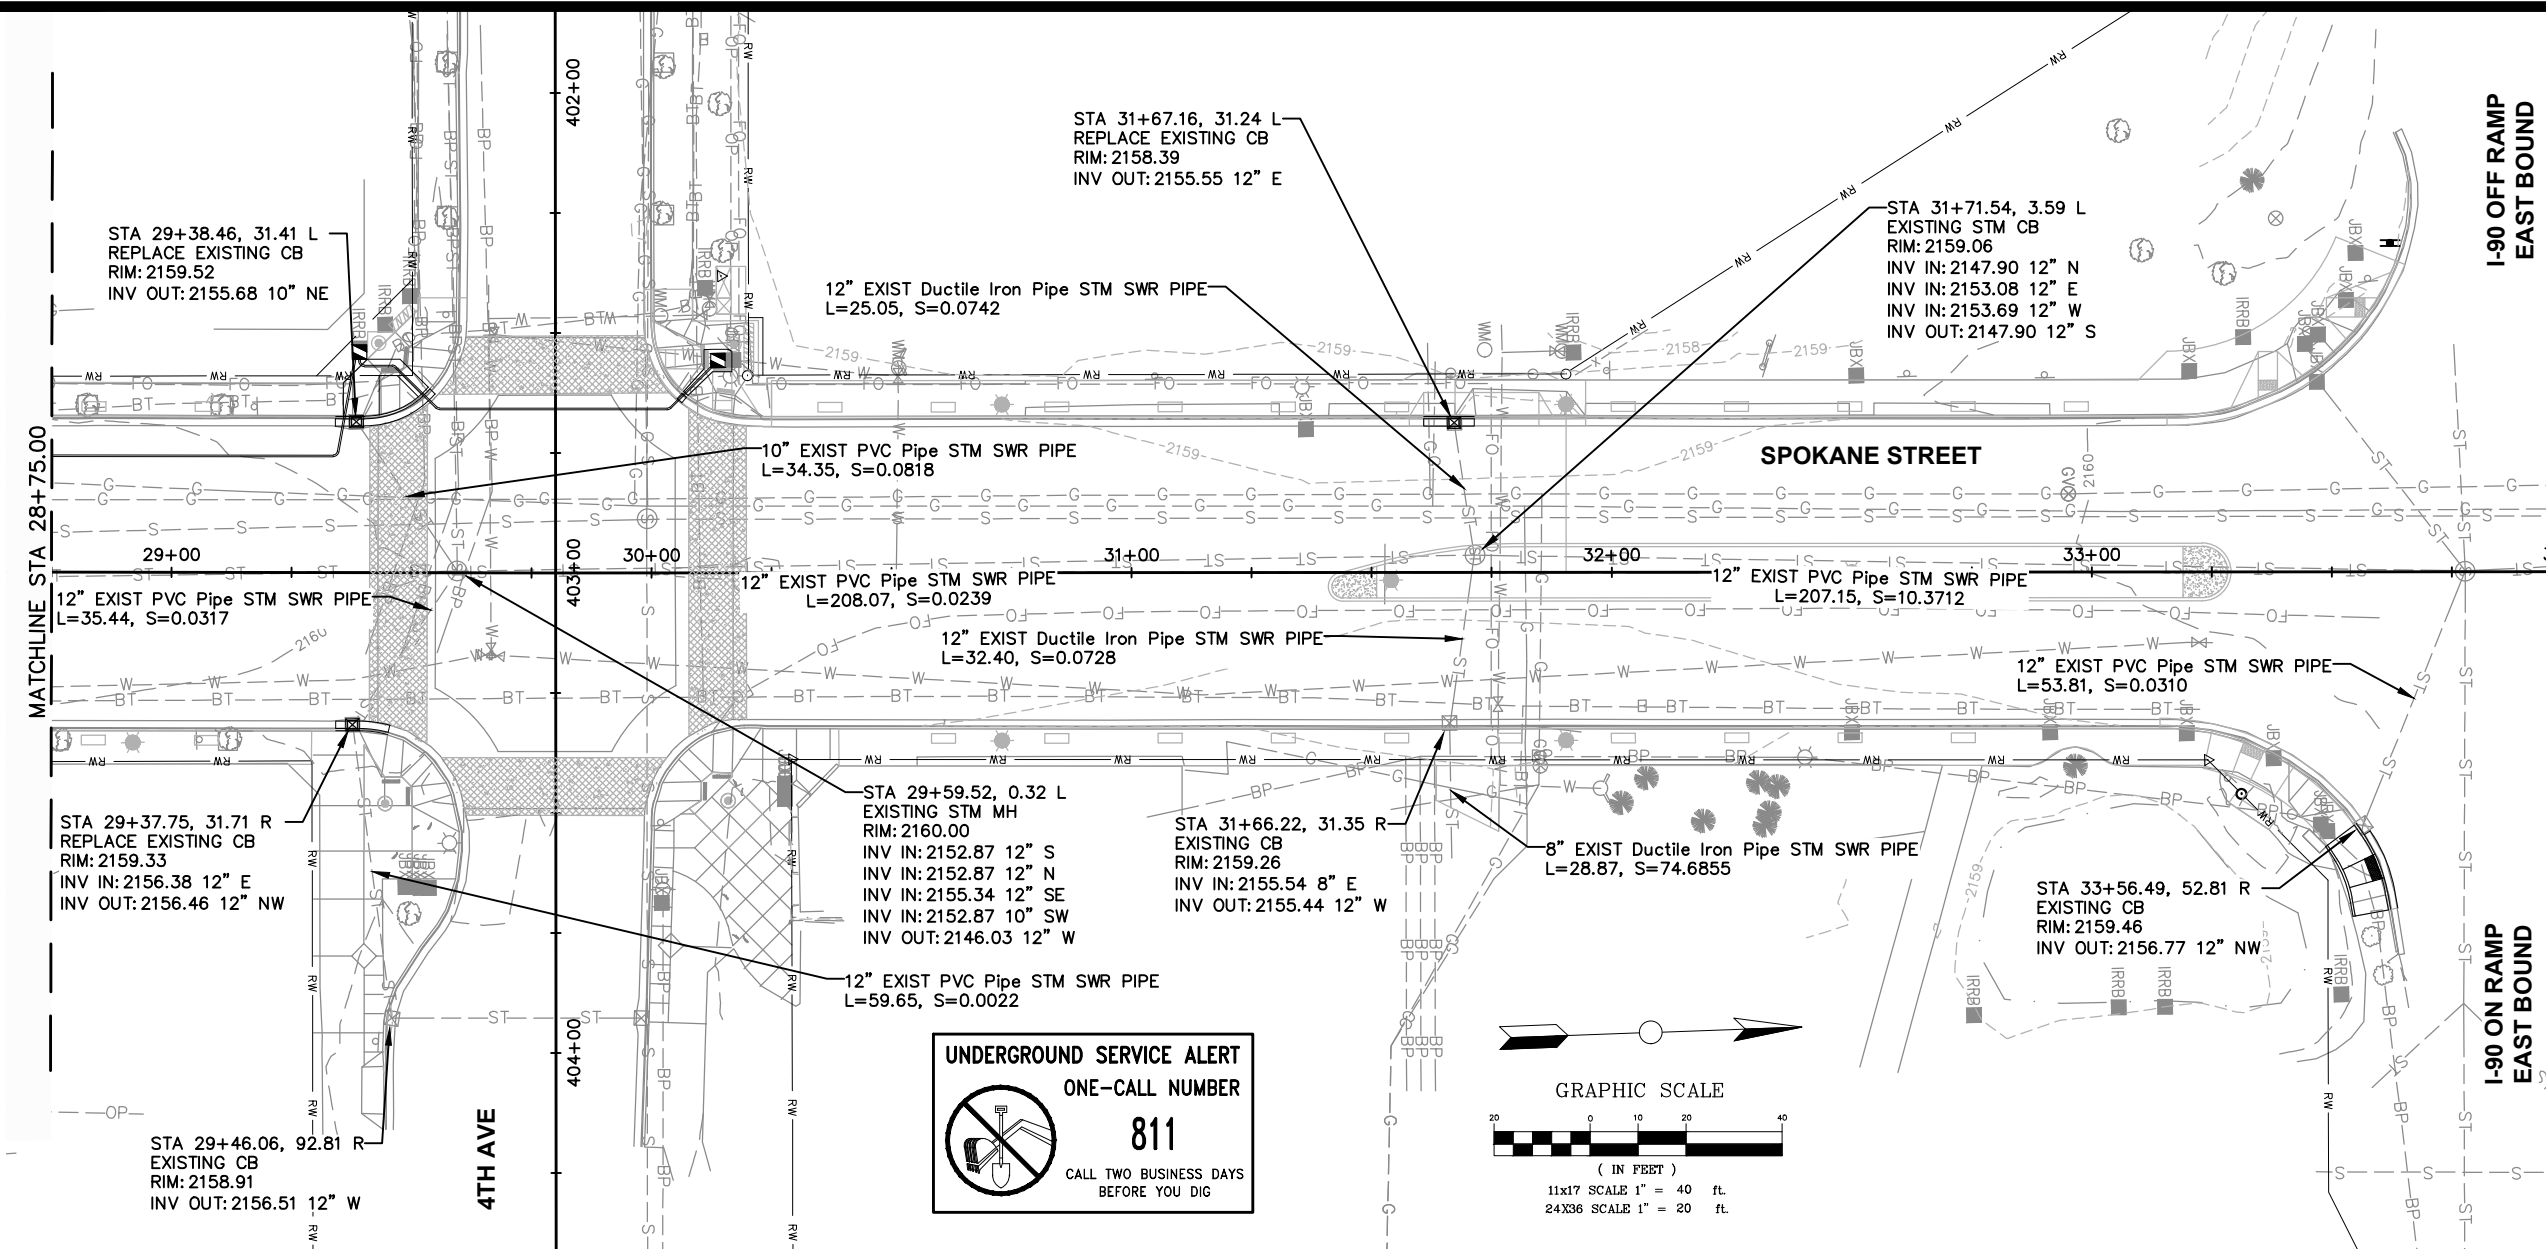 402+00
STA 31+67.16, 31.24 L
REPLACE EXISTING CB
RIM: 2158.39
INV OUT: 2155.55 12" E
I-90 OFF RAMP
EAST BOUND
STA 29+38.46, 31.41 L
REPLACE EXISTING CB
RIM: 2159.52
INV OUT: 2155.68 10" NE
STA 31+71.54, 3.59 L
EXISTING STM CB
RIM: 2159.06
INV IN: 2147.90 12" N
INV IN: 2153.08 12" E
INV IN: 2153.69 12" W
INV OUT: 2147.90 12" S
12" EXIST Ductile Iron Pipe STM SWR PIPE
L=25.05, S=0.0742
2159
2159
2158
2159
10" EXIST PVC Pipe STM SWR PIPE
L=34.35, S=0.0818
2159
2159
SPOKANE STREET
2160
MATCHLINE STA 28+75.00
29+00
403+00
30+00
31+00
32+00
33+00
12" EXIST PVC Pipe STM SWR PIPE
L=35.44, S=0.0317
12" EXIST PVC Pipe STM SWR PIPE
L=208.07, S=0.0239
12" EXIST PVC Pipe STM SWR PIPE
L=207.15, S=10.3712
2160
12" EXIST Ductile Iron Pipe STM SWR PIPE
L=32.40, S=0.0728
12" EXIST PVC Pipe STM SWR PIPE
L=53.81, S=0.0310
STA 29+37.75, 31.71 R
REPLACE EXISTING CB
RIM: 2159.33
INV IN: 2156.38 12" E
INV OUT: 2156.46 12" NW
STA 29+59.52, 0.32 L
EXISTING STM MH
RIM: 2160.00
INV IN: 2152.87 12" S
INV IN: 2152.87 12" N
INV IN: 2155.34 12" SE
INV IN: 2152.87 10" SW
INV OUT: 2146.03 12" W
STA 31+66.22, 31.35 R
EXISTING CB
RIM: 2159.26
INV IN: 2155.54 8" E
INV OUT: 2155.44 12" W
8" EXIST Ductile Iron Pipe STM SWR PIPE
L=28.87, S=74.6855
2159
STA 33+56.49, 52.81 R
EXISTING CB
RIM: 2159.46
INV OUT: 2156.77 12" NW
I-90 ON RAMP
EAST BOUND
12" EXIST PVC Pipe STM SWR PIPE
L=59.65, S=0.0022
404+00
4TH AVE
STA 29+46.06, 92.81 R
EXISTING CB
RIM: 2158.91
INV OUT: 2156.51 12" W
UNDERGROUND SERVICE ALERT
ONE-CALL NUMBER
811
CALL TWO BUSINESS DAYS
BEFORE YOU DIG
GRAPHIC SCALE
20 0 10 20 40
( IN FEET )
11x17 SCALE 1" = 40 ft.
24X36 SCALE 1" = 20 ft.